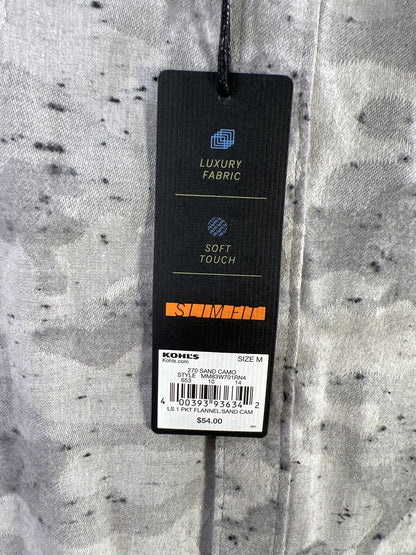 LUXURY
FABRIC
SOFT
TOUCH
SLIM FIT
KOHL'S
SIZE M
Kohls.com
270 SAND CAMO
STYLE MM83W701RN4
653 10 14
4 00393 93634 2
LS 1 PKT FLANNEL:SAND CAM
$54.00